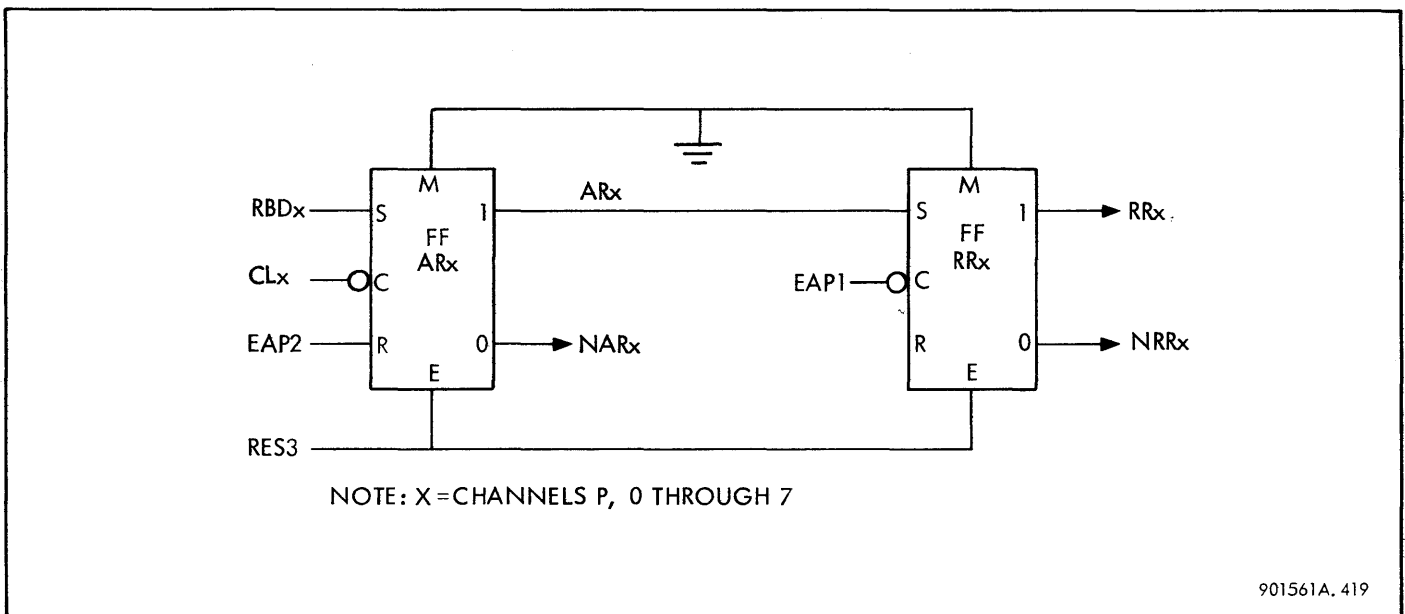 M
M
RBDx
S
1
ARx
S
1
RRx
FF
ARx
FF
RRx
CLx
C
EAP1
C
EAP2
R
0
NARx
R
0
NRRx
E
E
RES3
NOTE: X=CHANNELS P, 0 THROUGH 7
901561A. 419